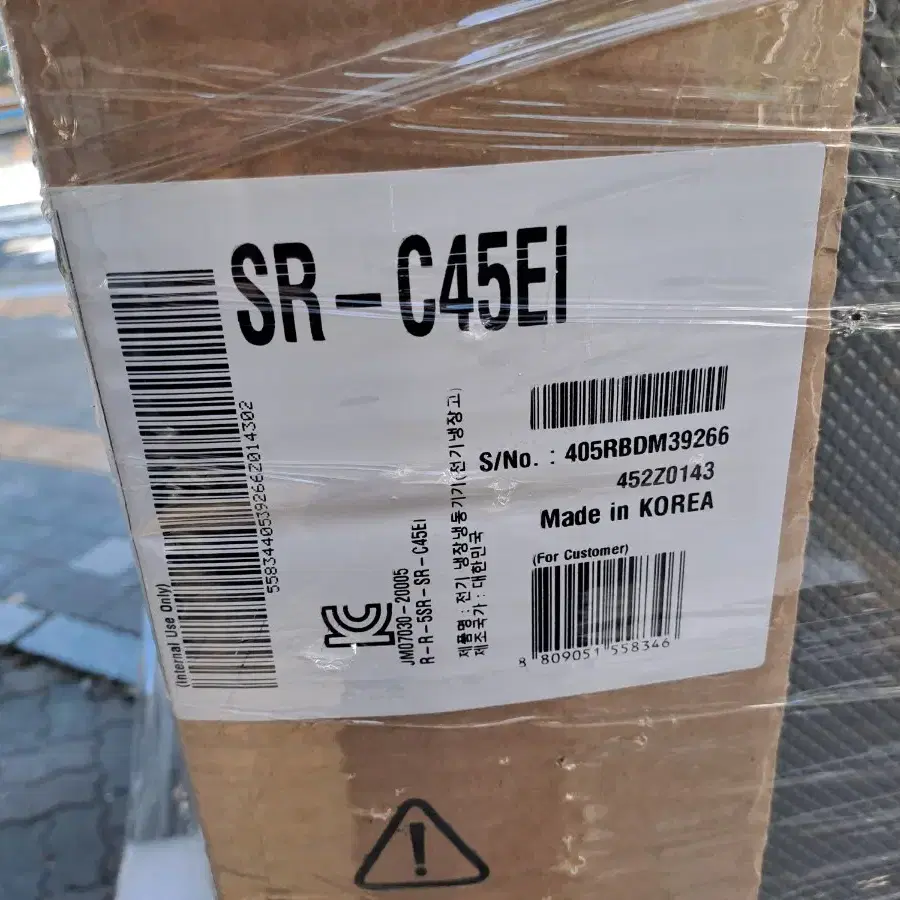 SR-C45EI
5583440539266Z014302
(Internal Use Only)
S/No. : 405RBDM39266
452Z0143
Made in KOREA
(For Customer)
8 809051 558346
JM07030-20005
R-R-5SR-SR-C45EI
제품명 : 전기 냉장냉동기기(전기냉장고)
제조국가 : 대한민국